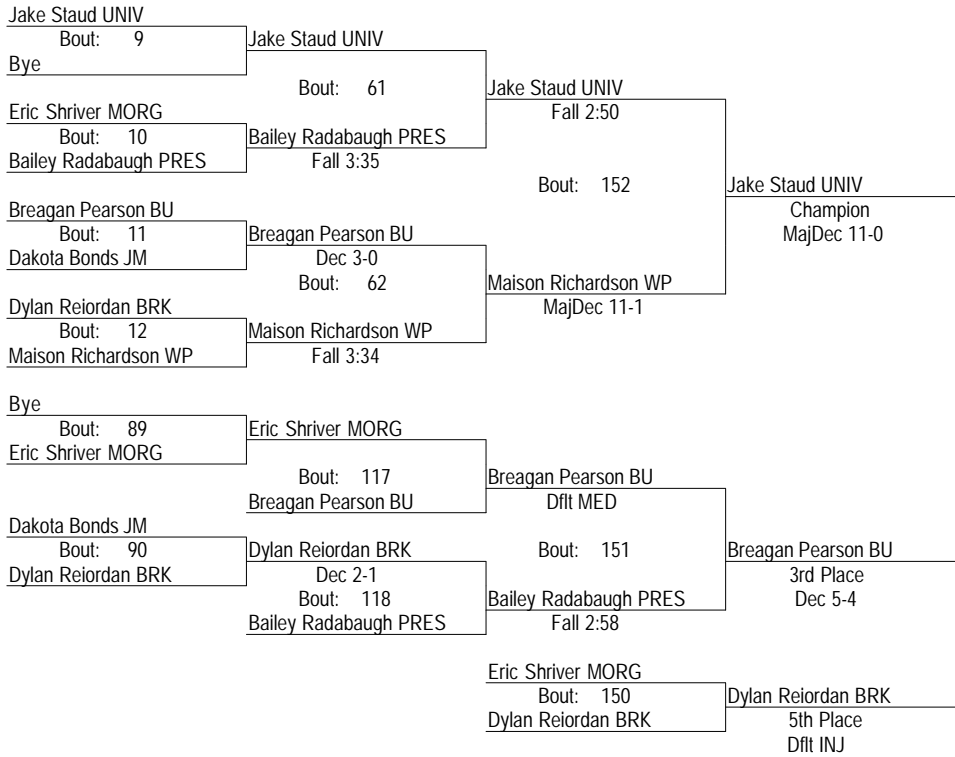 Jake Staud UNIV
Bout: 9
Jake Staud UNIV
Bye
Bout: 61
Jake Staud UNIV
Eric Shriver MORG
Fall 2:50
Bout: 10
Bailey Radabaugh PRES
Bailey Radabaugh PRES
Fall 3:35
Bout: 152
Jake Staud UNIV
Breagan Pearson BU
Champion
Bout: 11
Breagan Pearson BU
MajDec 11-0
Dakota Bonds JM
Dec 3-0
Bout: 62
Maison Richardson WP
Dylan Reiordan BRK
MajDec 11-1
Bout: 12
Maison Richardson WP
Maison Richardson WP
Fall 3:34
Bye
Bout: 89
Eric Shriver MORG
Eric Shriver MORG
Bout: 117
Breagan Pearson BU
Breagan Pearson BU
Dflt MED
Dakota Bonds JM
Bout: 90
Dylan Reiordan BRK
Bout: 151
Breagan Pearson BU
Dylan Reiordan BRK
Dec 2-1
3rd Place
Bout: 118
Bailey Radabaugh PRES
Dec 5-4
Bailey Radabaugh PRES
Fall 2:58
Eric Shriver MORG
Bout: 150
Dylan Reiordan BRK
Dylan Reiordan BRK
5th Place
Dflt INJ